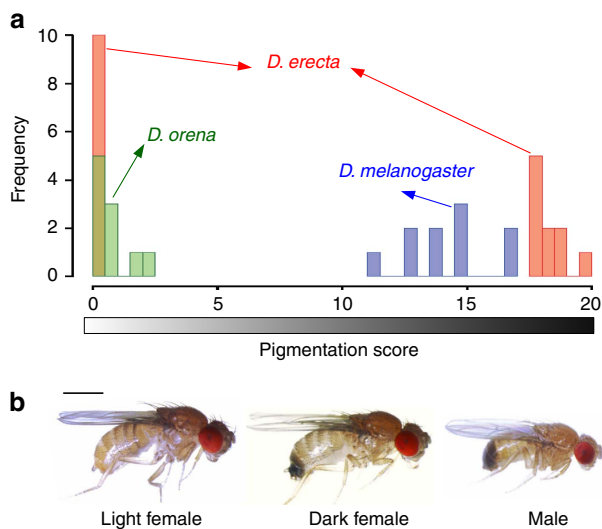 a
10
D. erecta
8
D. orena
6
D. melanogaster
4
2
0
Frequency
0 5 10 15 20
Pigmentation score
b
Light female Dark female Male